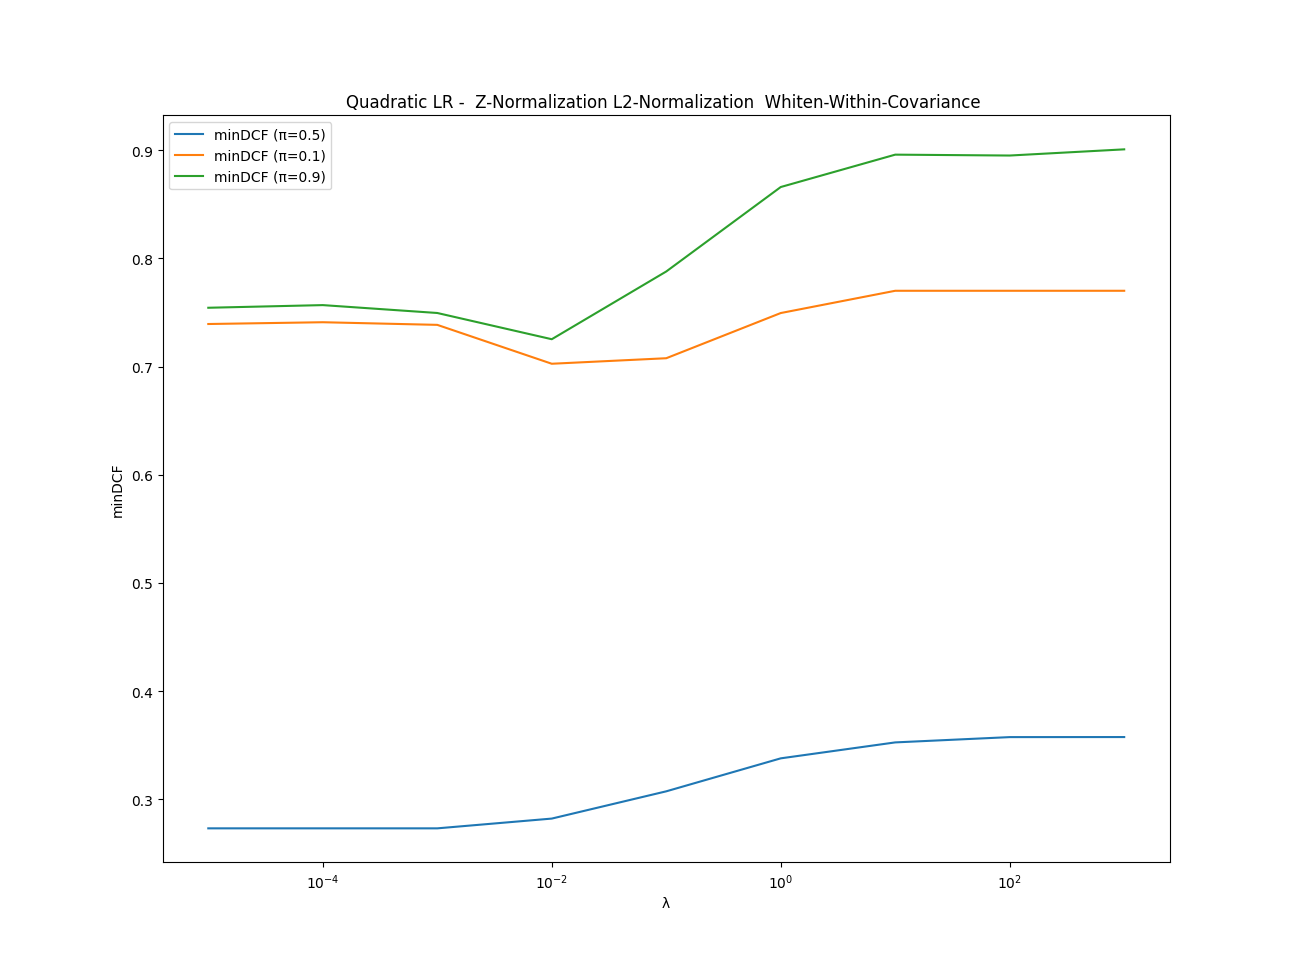 Quadratic LR -  Z-Normalization L2-Normalization  Whiten-Within-Covariance
minDCF (π=0.5)
minDCF (π=0.1)
minDCF (π=0.9)
0.9
0.8
0.7
0.6
0.5
0.4
0.3
minDCF
10⁻⁴ 10⁻² 10⁰ 10²
λ